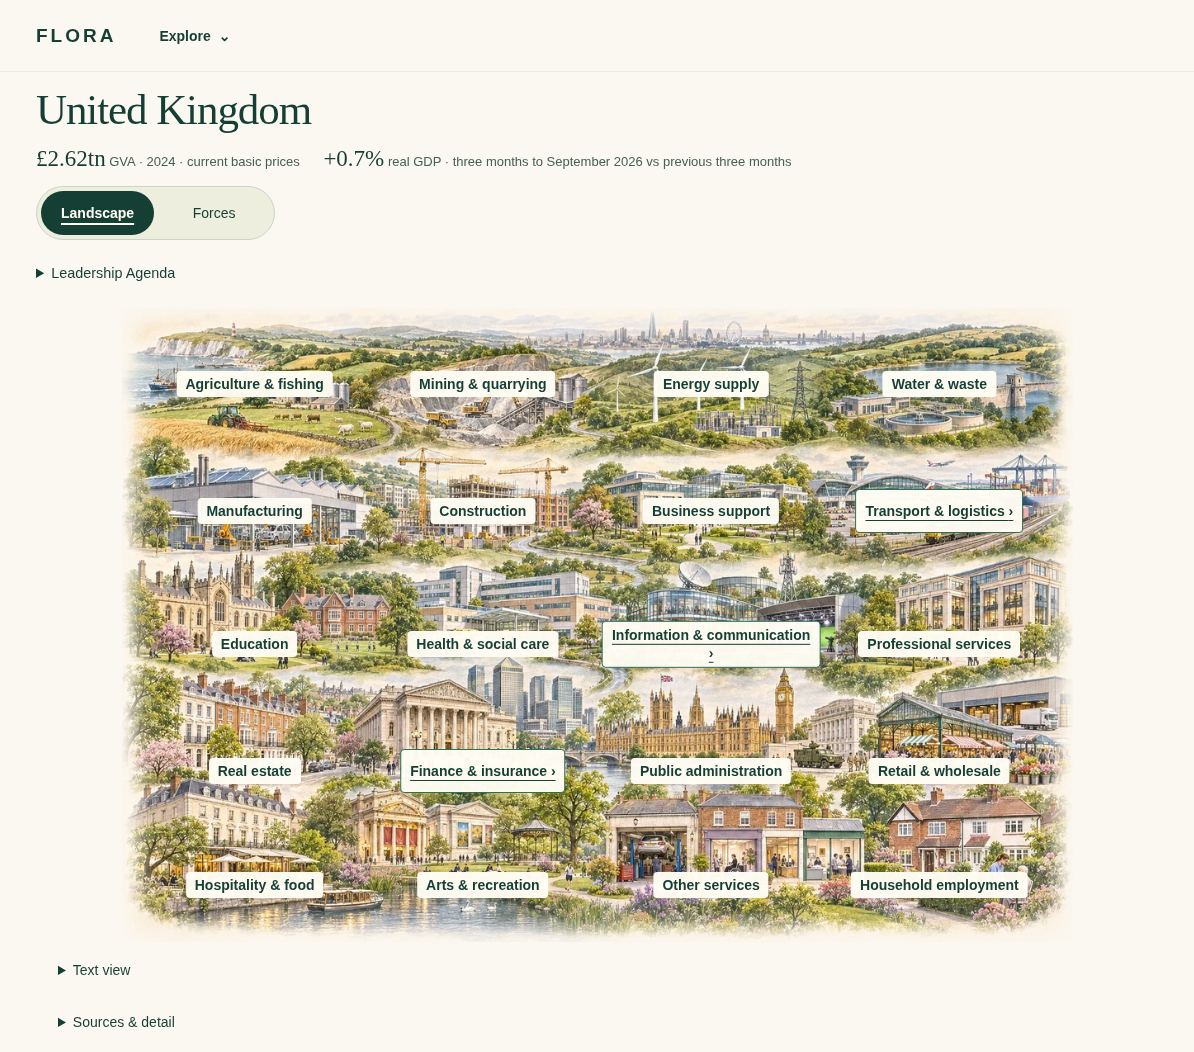 FLORA
Explore
United Kingdom
£2.62tn GVA · 2024 · current basic prices +0.7% real GDP · three months to September 2026 vs previous three months
Landscape Forces
Leadership Agenda
Agriculture & fishing Mining & quarrying Energy supply Water & waste
Manufacturing Construction Business support Transport & logistics ›
Education Health & social care Information & communication › Professional services
Real estate Finance & insurance › Public administration Retail & wholesale
Hospitality & food Arts & recreation Other services Household employment
Text view
Sources & detail